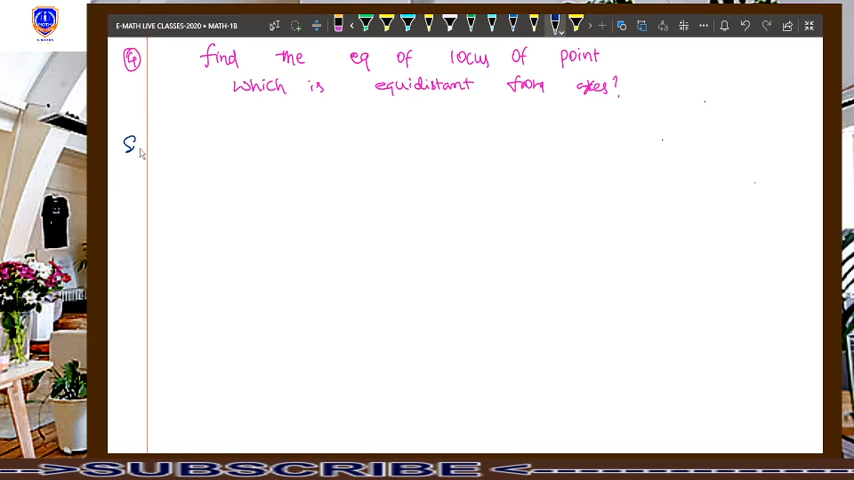 E-MATH LIVE CLASSES-2020 ▸ MATH-1B
Q find the eq of locus of point
which is equidistant from axes?
S
-->SUBSCRIBE<--